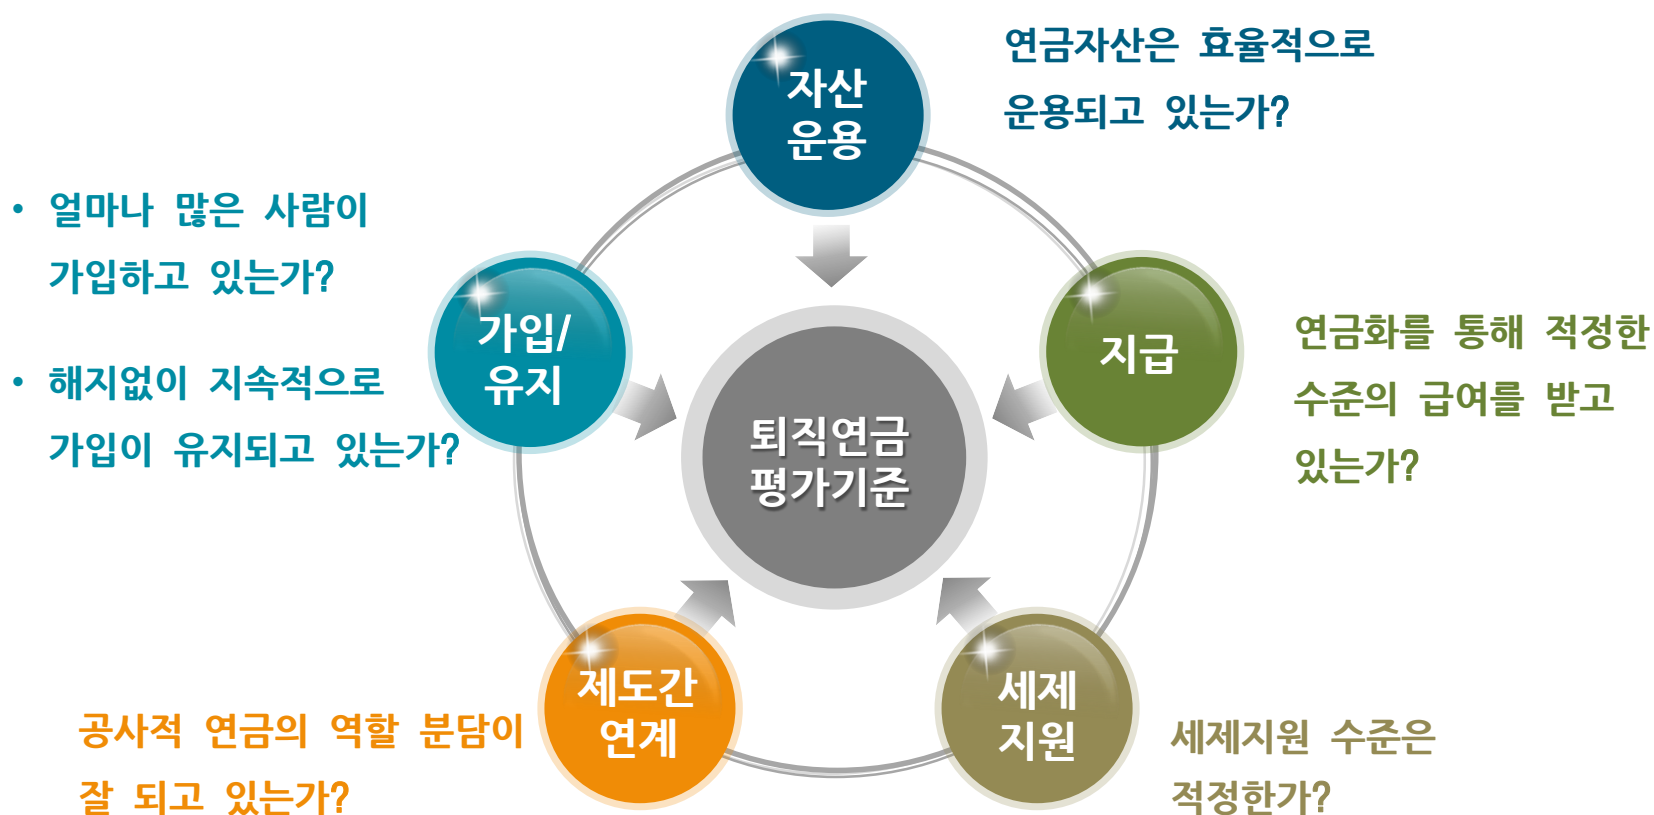 자산
운용
연금자산은 효율적으로
운용되고 있는가?
• 얼마나 많은 사람이
가입하고 있는가?
• 해지없이 지속적으로
가입이 유지되고 있는가?
가입/
유지
지급
연금화를 통해 적정한
수준의 급여를 받고
있는가?
퇴직연금
평가기준
제도간
연계
공사적 연금의 역할 분담이
잘 되고 있는가?
세제
지원
세제지원 수준은
적정한가?